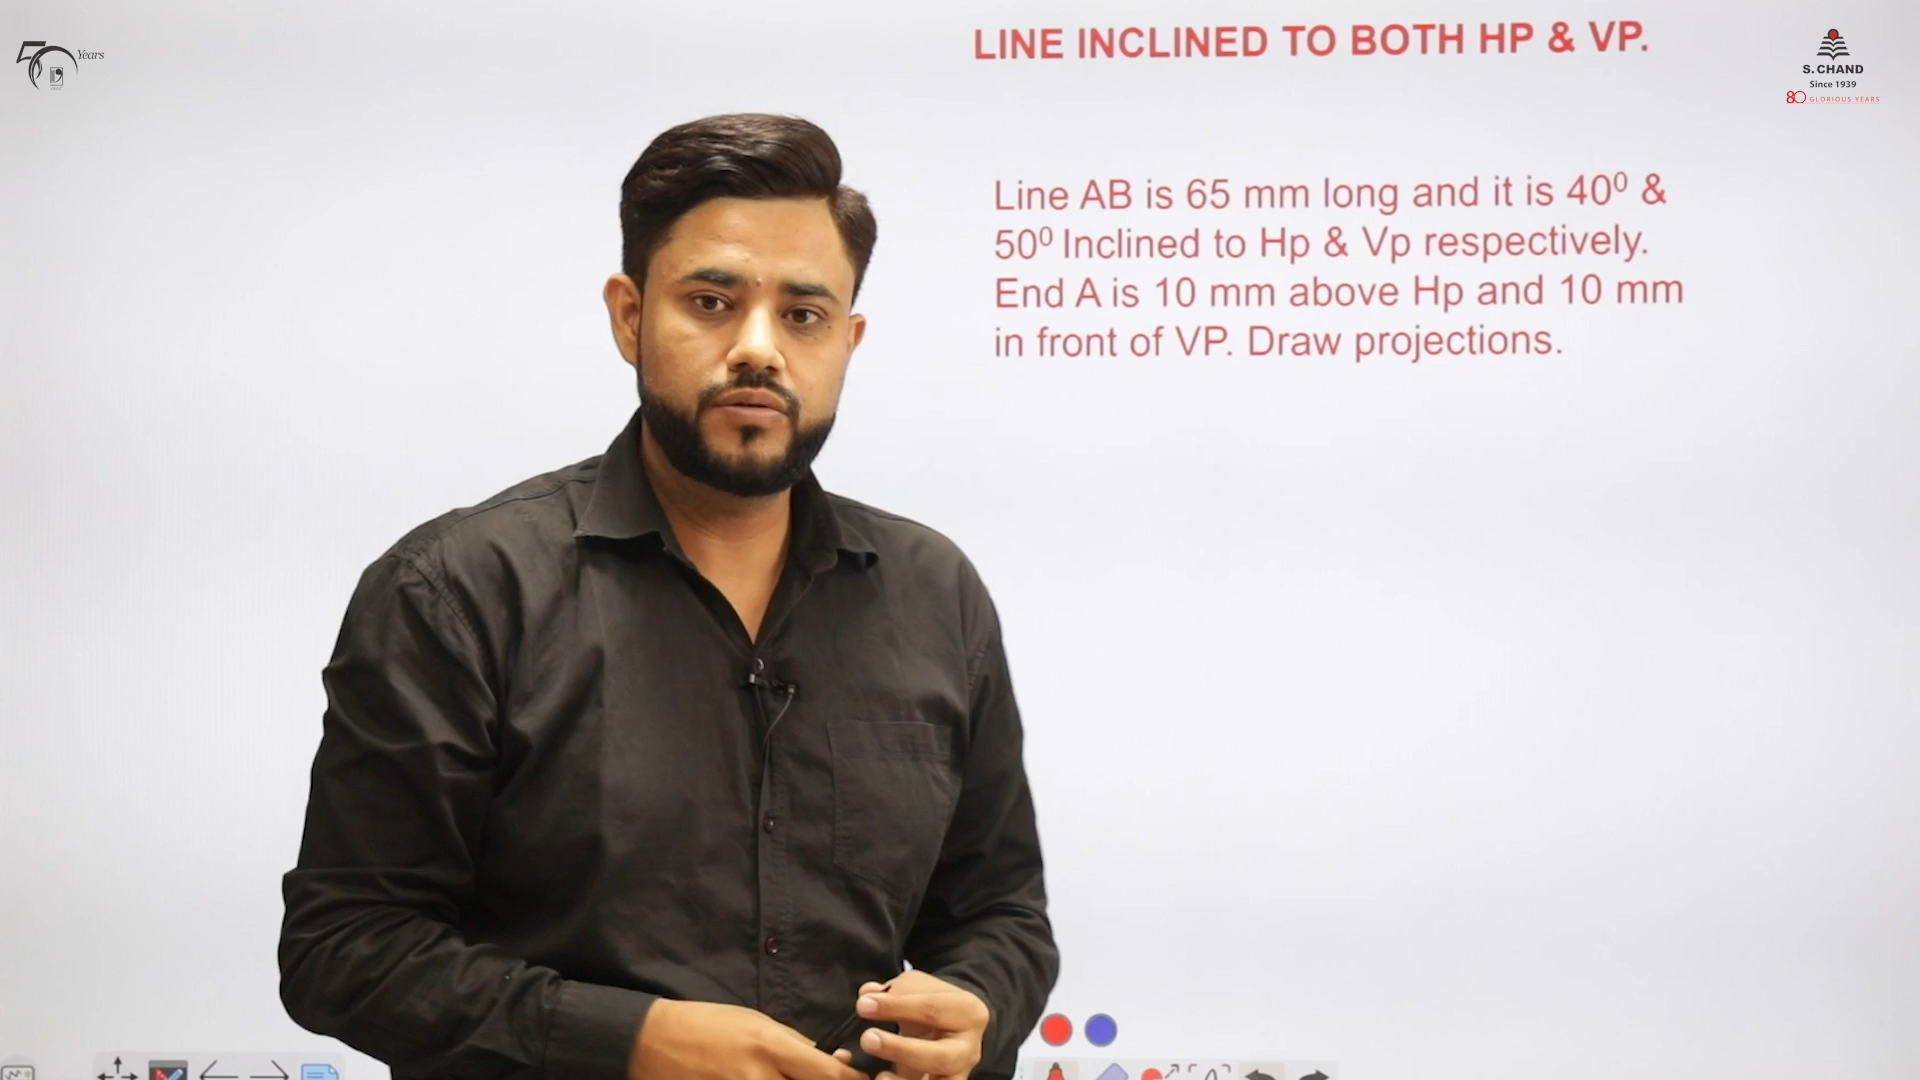 50 Years
LINE INCLINED TO BOTH HP & VP.
S. CHAND
Since 1939
80 GLORIOUS YEARS
Line AB is 65 mm long and it is 40⁰ &
50⁰ Inclined to Hp & Vp respectively.
End A is 10 mm above Hp and 10 mm
in front of VP. Draw projections.